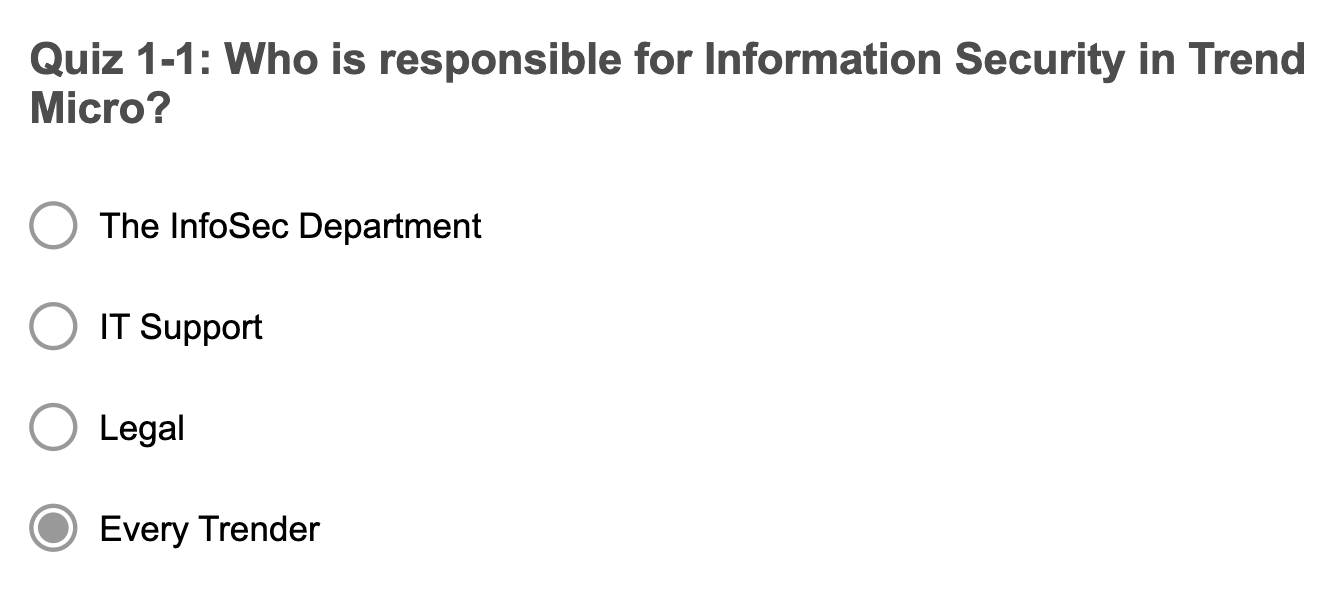 Quiz 1-1: Who is responsible for Information Security in Trend
Micro?
The InfoSec Department
IT Support
Legal
Every Trender